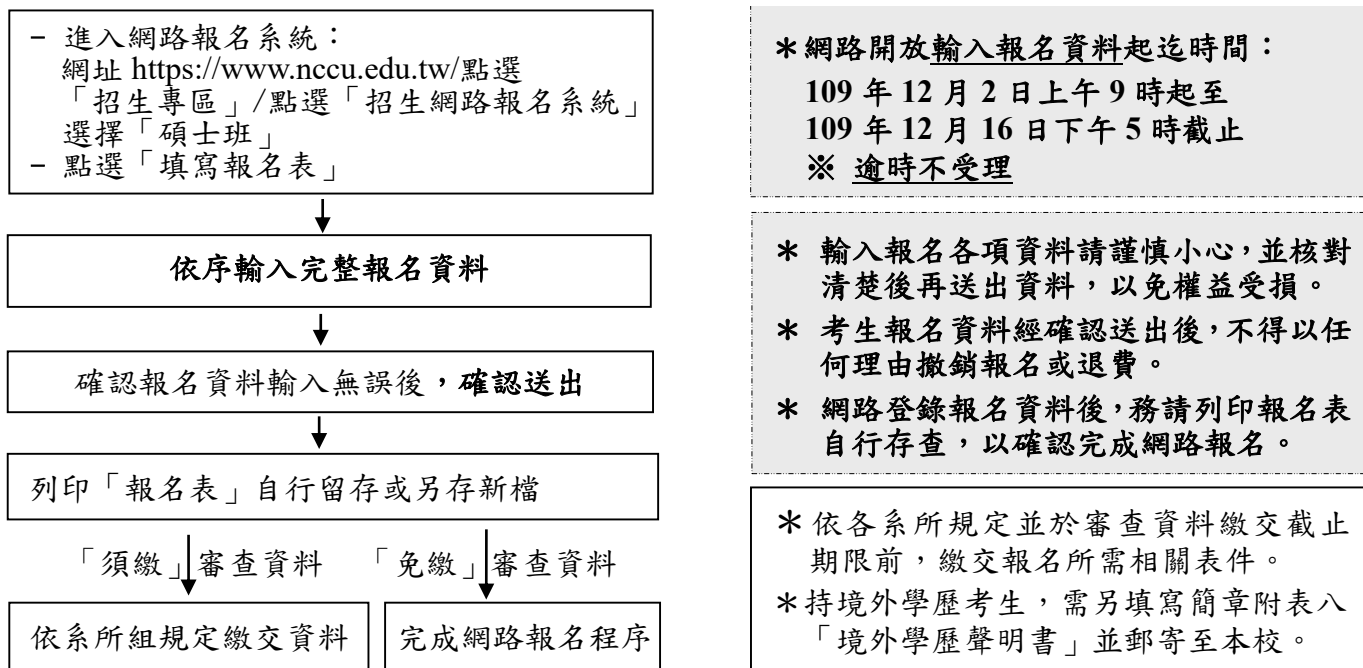 - 進入網路報名系統：
網址 https://www.nccu.edu.tw/點選
「招生專區」/點選「招生網路報名系統」
選擇「碩士班」
- 點選「填寫報名表」
依序輸入完整報名資料
確認報名資料輸入無誤後，確認送出
列印「報名表」自行留存或另存新檔
「須繳」審查資料
「免繳」審查資料
依系所組規定繳交資料
完成網路報名程序
＊網路開放輸入報名資料起迄時間：
109 年 12 月 2 日上午 9 時起至
109 年 12 月 16 日下午 5 時截止
※ 逾時不受理
＊ 輸入報名各項資料請謹慎小心，並核對
清楚後再送出資料，以免權益受損。
＊ 考生報名資料經確認送出後，不得以任
何理由撤銷報名或退費。
＊ 網路登錄報名資料後，務請列印報名表
自行存查，以確認完成網路報名。
＊依各系所規定並於審查資料繳交截止
期限前，繳交報名所需相關表件。
＊持境外學歷考生，需另填寫簡章附表八
「境外學歷聲明書」並郵寄至本校。